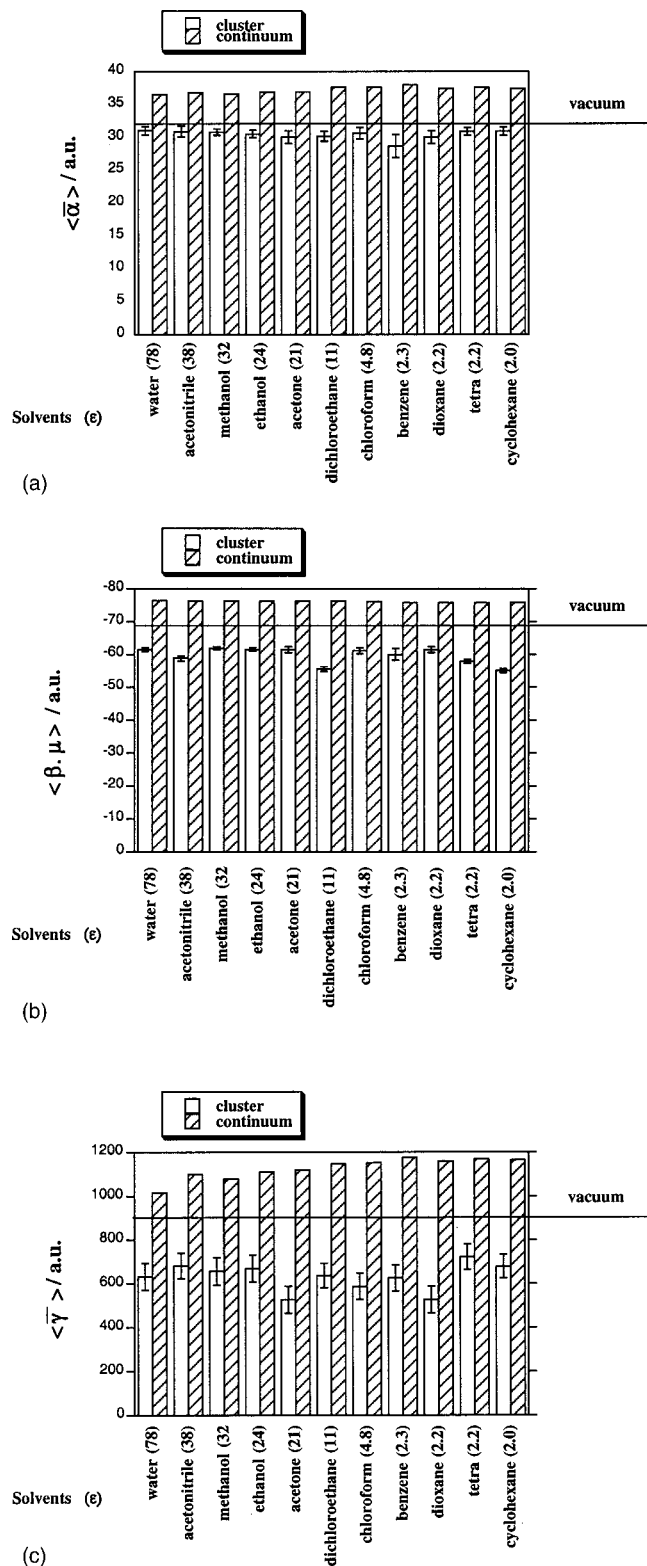 cluster
continuum
40
35
30
25
20
15
10
5
0
< α̅ > / a.u.
vacuum
water (78)
acetonitrile (38)
methanol (32
ethanol (24)
acetone (21)
dichloroethane (11)
chloroform (4.8)
benzene (2.3)
dioxane (2.2)
tetra (2.2)
cyclohexane (2.0)
Solvents (ε)
(a)
cluster
continuum
-80
-70
-60
-50
-40
-30
-20
-10
0
< β. μ > / a.u.
vacuum
water (78)
acetonitrile (38)
methanol (32
ethanol (24)
acetone (21)
dichloroethane (11)
chloroform (4.8)
benzene (2.3)
dioxane (2.2)
tetra (2.2)
cyclohexane (2.0)
Solvents (ε)
(b)
cluster
continuum
1200
1000
800
600
400
200
0
< γ̅ > / a.u.
vacuum
water (78)
acetonitrile (38)
methanol (32
ethanol (24)
acetone (21)
dichloroethane (11)
chloroform (4.8)
benzene (2.3)
dioxane (2.2)
tetra (2.2)
cyclohexane (2.0)
Solvents (ε)
(c)